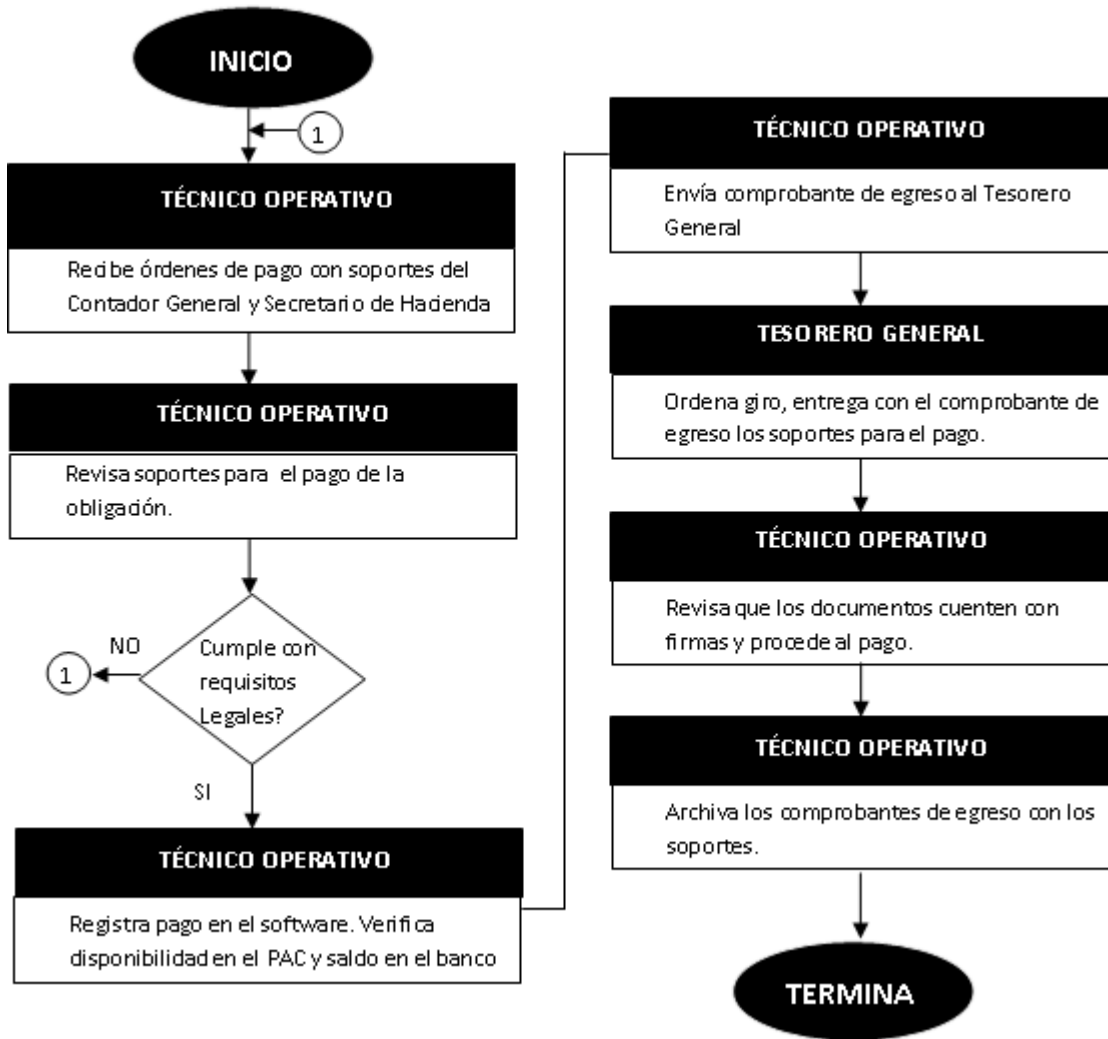 INICIO
1
TÉCNICO OPERATIVO
Recibe órdenes de pago con soportes del
Contador General y Secretario de Hacienda
TÉCNICO OPERATIVO
Revisa soportes para el pago de la
obligación.
Cumple con
requisitos
Legales?
NO
1
SI
TÉCNICO OPERATIVO
Registra pago en el software. Verifica
disponibilidad en el PAC y saldo en el banco
TÉCNICO OPERATIVO
Envía comprobante de egreso al Tesorero
General
TESORERO GENERAL
Ordena giro, entrega con el comprobante de
egreso los soportes para el pago.
TÉCNICO OPERATIVO
Revisa que los documentos cuenten con
firmas y procede al pago.
TÉCNICO OPERATIVO
Archiva los comprobantes de egreso con los
soportes.
TERMINA